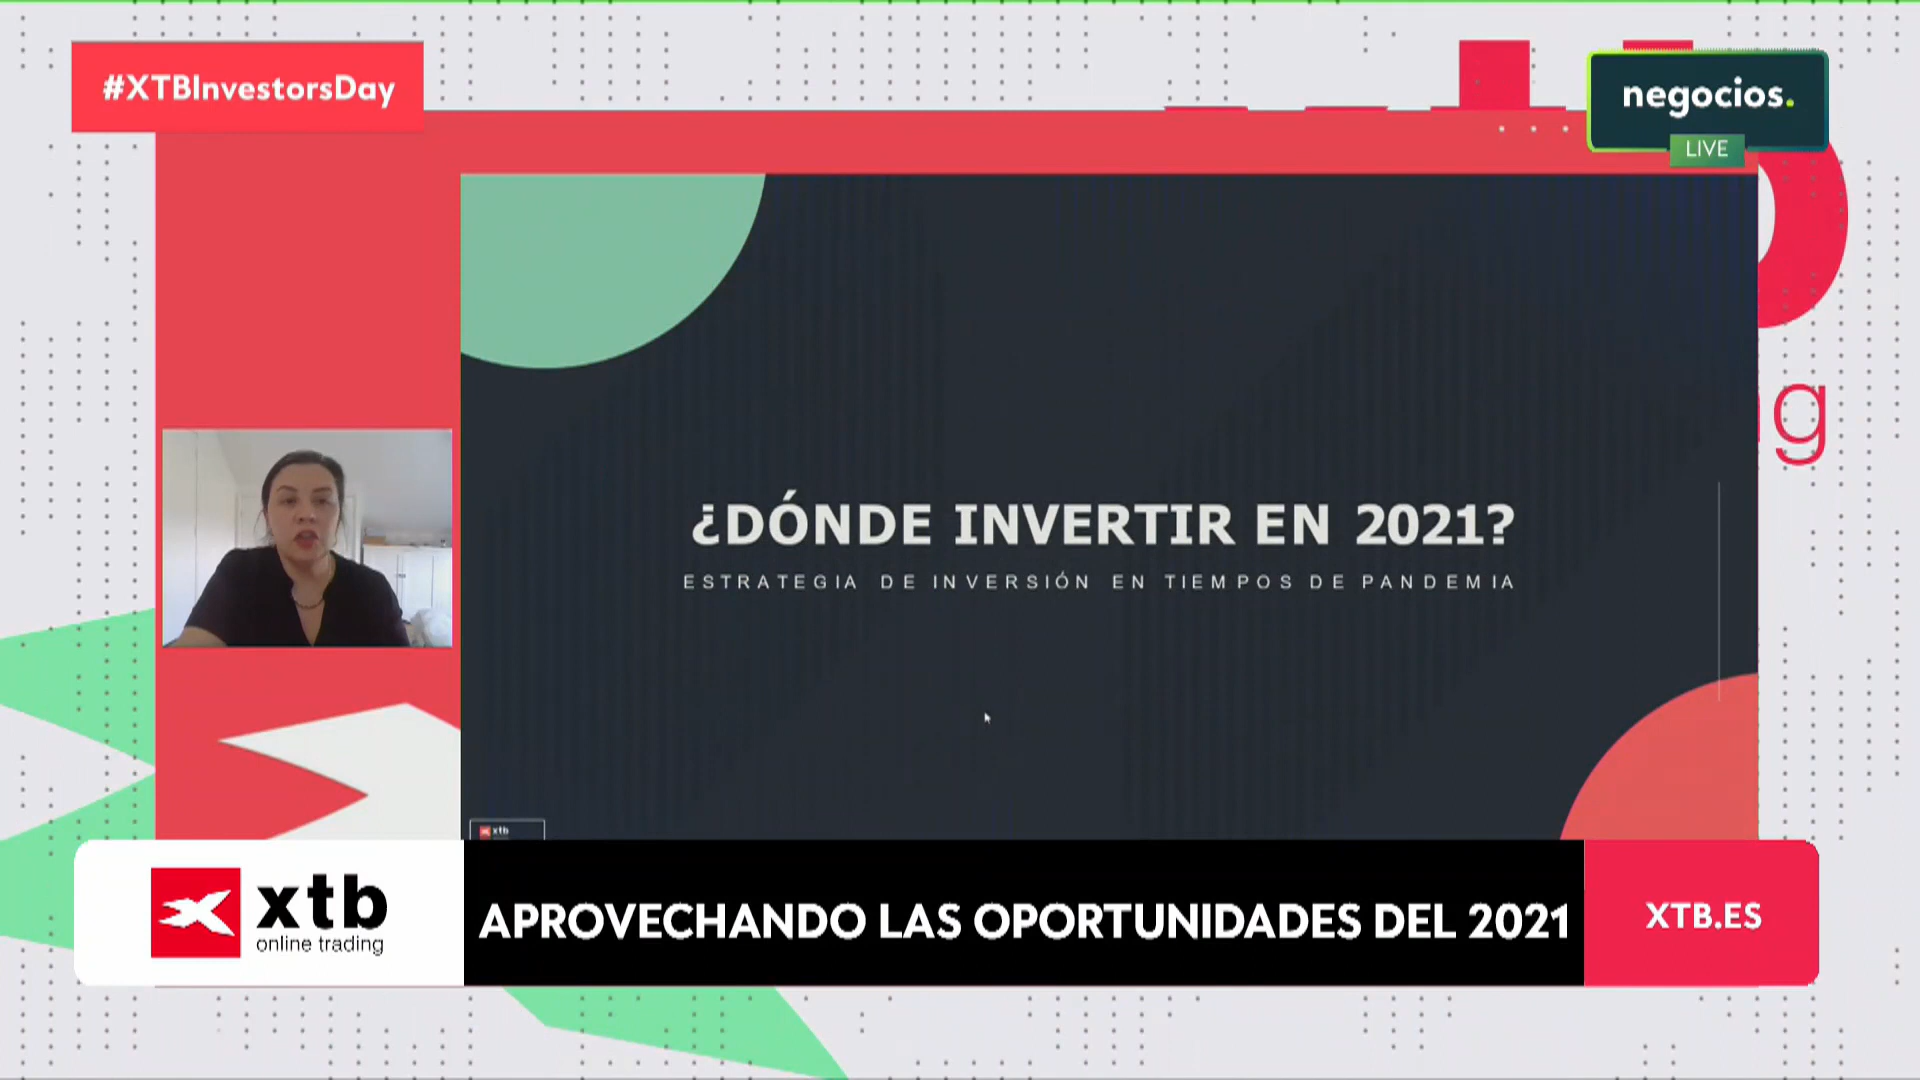 #XTBInvestorsDay
negocios.
LIVE
g
¿DÓNDE INVERTIR EN 2021?
ESTRATEGIA DE INVERSIÓN EN TIEMPOS DE PANDEMIA
xtb
xtb
online trading
APROVECHANDO LAS OPORTUNIDADES DEL 2021
XTB.ES